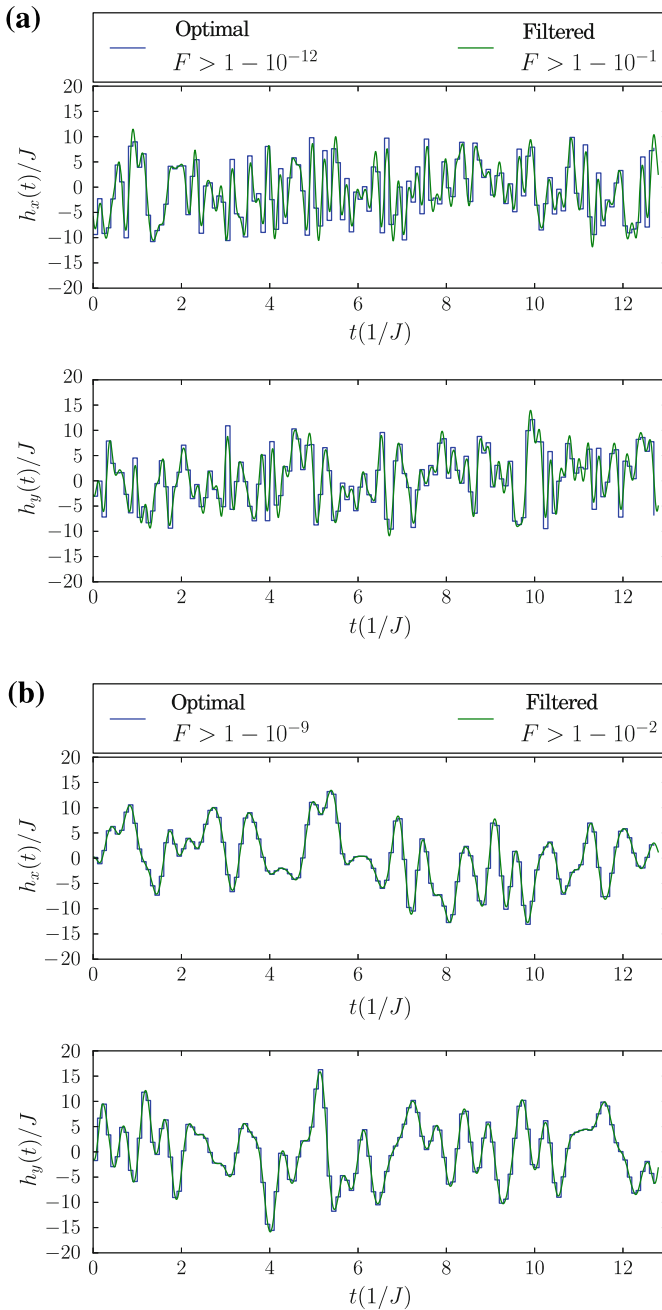 (a)
Optimal Filtered
F > 1 − 10⁻¹² F > 1 − 10⁻¹
20
15
10
5
0
−5
−10
−15
−20
h_x(t)/J
0 2 4 6 8 10 12
t(1/J)
20
15
10
5
0
−5
−10
−15
−20
h_y(t)/J
0 2 4 6 8 10 12
t(1/J)
(b)
Optimal Filtered
F > 1 − 10⁻⁹ F > 1 − 10⁻²
20
15
10
5
0
−5
−10
−15
−20
h_x(t)/J
0 2 4 6 8 10 12
t(1/J)
20
15
10
5
0
−5
−10
−15
−20
h_y(t)/J
0 2 4 6 8 10 12
t(1/J)